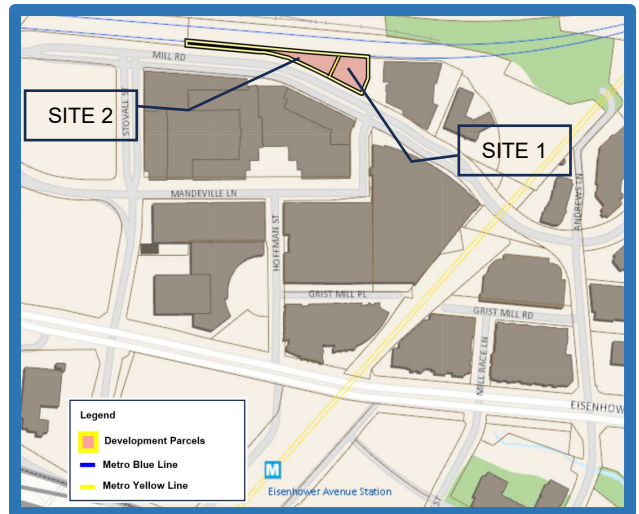 MILL RD
SITE 2
STOVALL ST
SITE 1
MANDEVILLE LN
ANDREWS LN
HOFFMAN ST
GRIST MILL PL
GRIST MILL RD
MILL RACE LN
EISENHOW
Legend
Development Parcels
Metro Blue Line
Metro Yellow Line
M
Eisenhower Avenue Station
ST